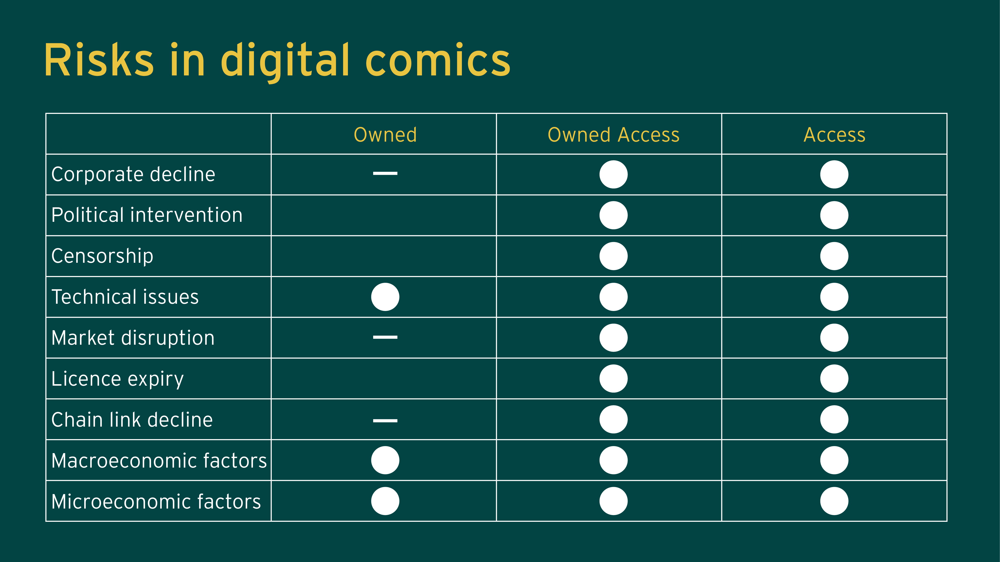 Risks in digital comics
Owned Owned Access Access
Corporate decline
Political intervention
Censorship
Technical issues
Market disruption
Licence expiry
Chain link decline
Macroeconomic factors
Microeconomic factors